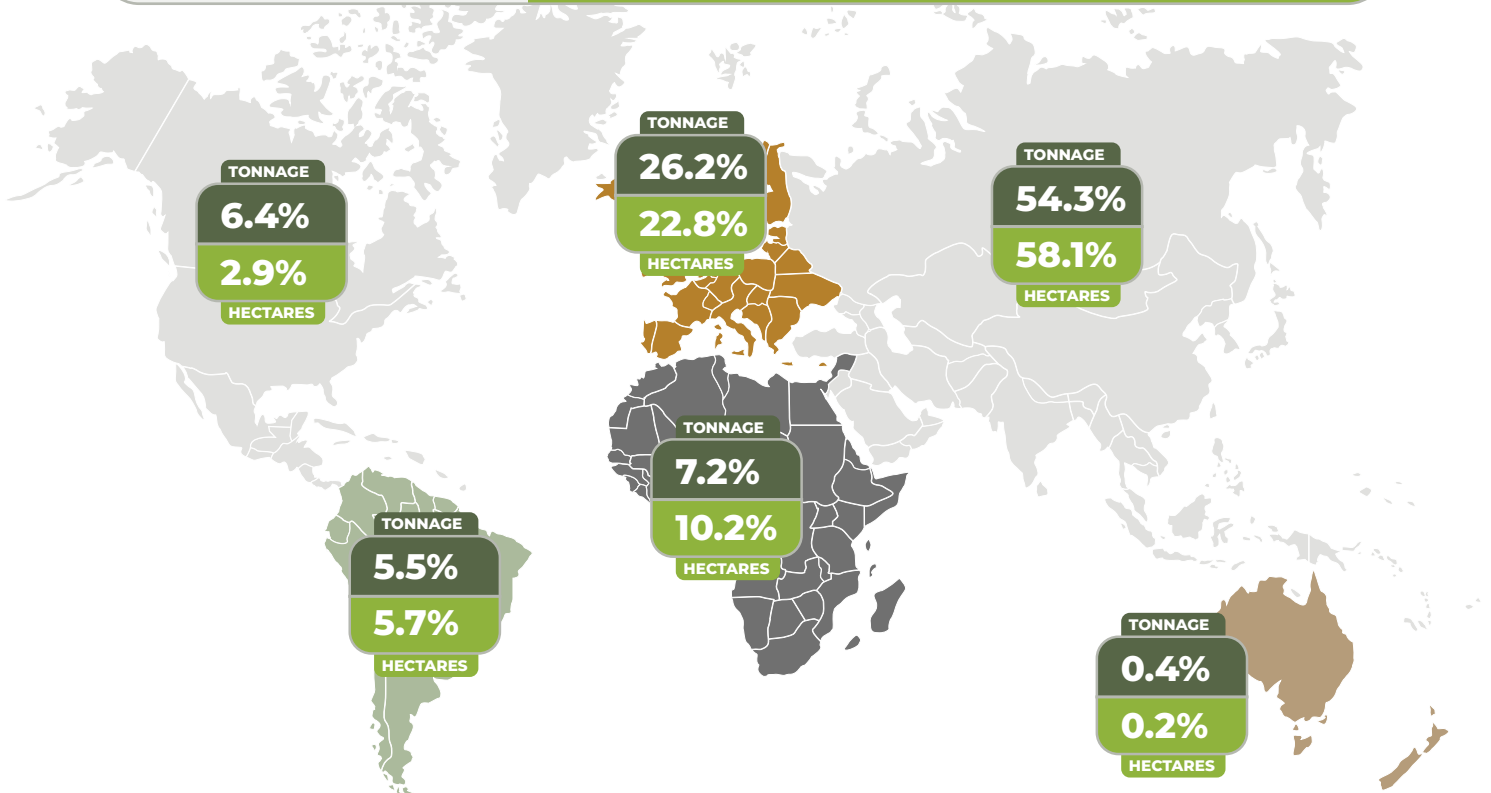 TONNAGE
6.4%
2.9%
HECTARES
TONNAGE
26.2%
22.8%
HECTARES
TONNAGE
54.3%
58.1%
HECTARES
TONNAGE
7.2%
10.2%
HECTARES
TONNAGE
5.5%
5.7%
HECTARES
TONNAGE
0.4%
0.2%
HECTARES